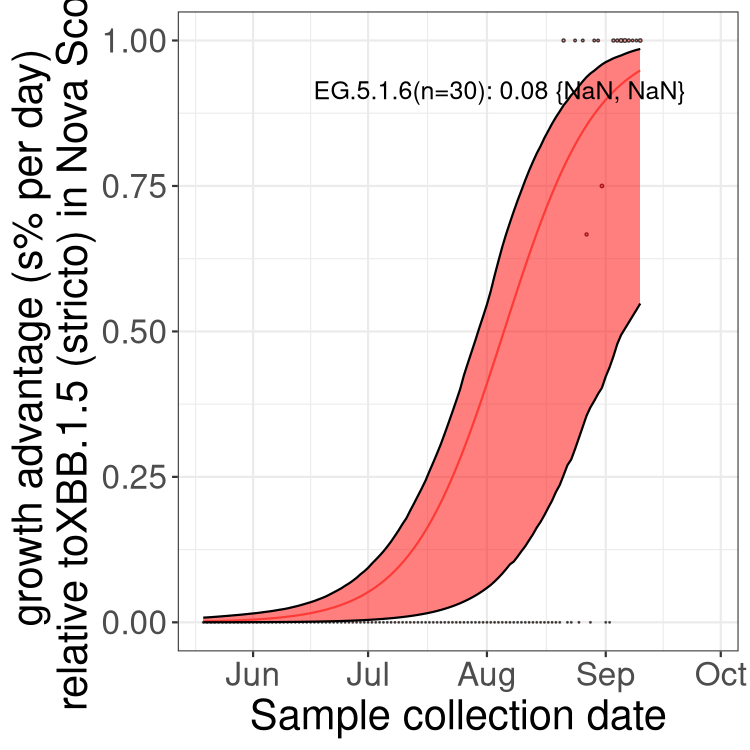 growth advantage (s% per day)
relative toXBB.1.5 (stricto) in Nova Sco
1.00
0.75
0.50
0.25
0.00
EG.5.1.6(n=30): 0.08 {NaN, NaN}
Jun Jul Aug Sep Oct
Sample collection date